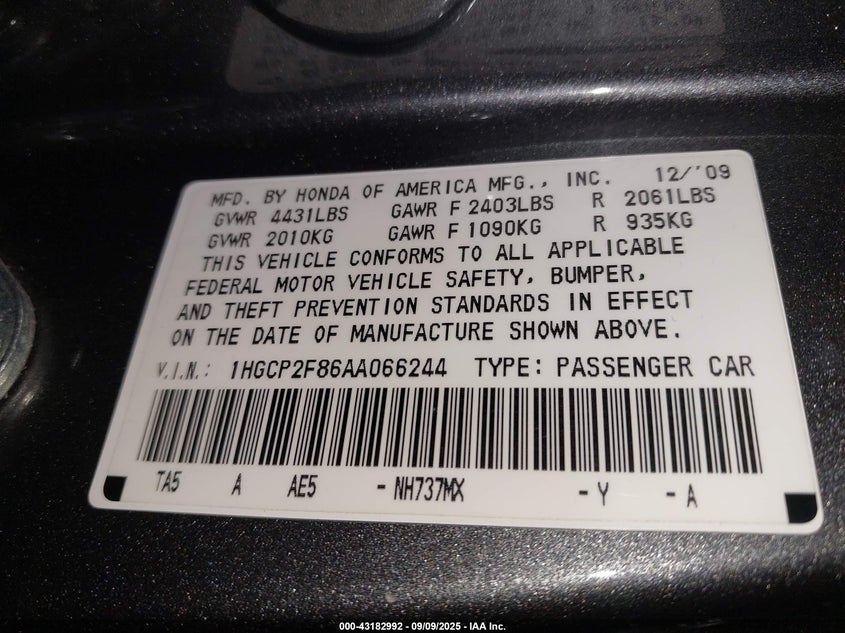 MFD. BY HONDA OF AMERICA MFG., INC. 12/'09
GVWR 4431LBS GAWR F 2403LBS R 2061LBS
GVWR 2010KG GAWR F 1090KG R 935KG
THIS VEHICLE CONFORMS TO ALL APPLICABLE
FEDERAL MOTOR VEHICLE SAFETY, BUMPER,
AND THEFT PREVENTION STANDARDS IN EFFECT
ON THE DATE OF MANUFACTURE SHOWN ABOVE.
V.I.N.: 1HGCP2F86AA066244 TYPE: PASSENGER CAR
TA5 A AE5 - NH737MX - Y - A
000-43182992 - 09/09/2025 - IAA Inc.